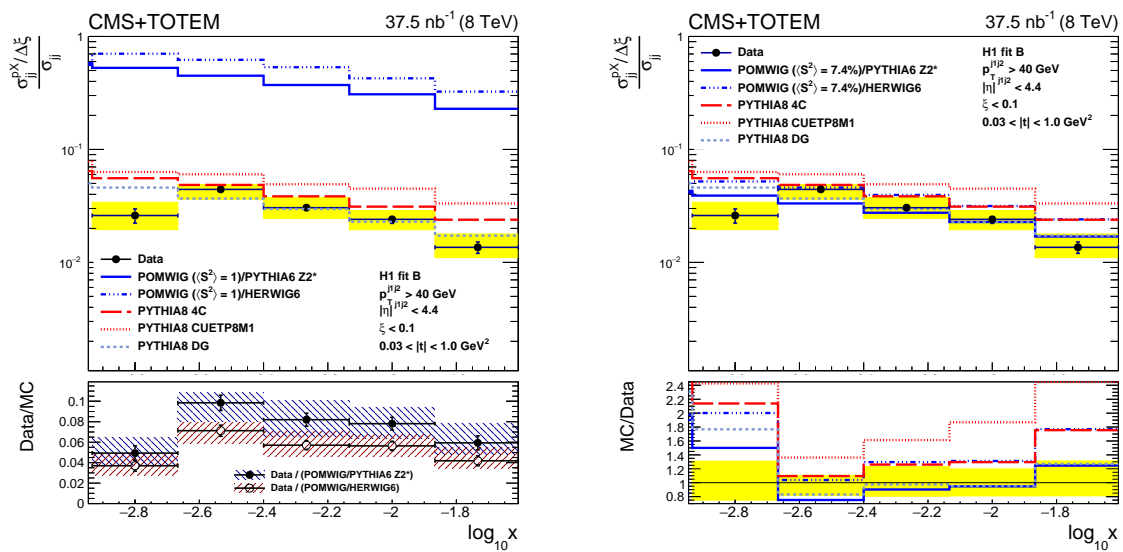 CMS+TOTEM 37.5 nb⁻¹ (8 TeV)
σ_jj^pX/Δξ
σ_jj
10⁻¹
10⁻²
Data
POMWIG (⟨S²⟩ = 1)/PYTHIA6 Z2*
POMWIG (⟨S²⟩ = 1)/HERWIG6
PYTHIA8 4C
PYTHIA8 CUETP8M1
PYTHIA8 DG
H1 fit B
p_T^j1j2 > 40 GeV
|η|^j1j2 < 4.4
ξ < 0.1
0.03 < |t| < 1.0 GeV²
Data/MC
0.1
0.08
0.06
0.04
0.02
0
Data / (POMWIG/PYTHIA6 Z2*)
Data / (POMWIG/HERWIG6)
−2.8 −2.6 −2.4 −2.2 −2 −1.8
log₁₀x
CMS+TOTEM 37.5 nb⁻¹ (8 TeV)
σ_jj^pX/Δξ
σ_jj
1
10⁻¹
10⁻²
Data
POMWIG (⟨S²⟩ = 7.4%)/PYTHIA6 Z2*
POMWIG (⟨S²⟩ = 7.4%)/HERWIG6
PYTHIA8 4C
PYTHIA8 CUETP8M1
PYTHIA8 DG
H1 fit B
p_T^j1j2 > 40 GeV
|η|^j1j2 < 4.4
ξ < 0.1
0.03 < |t| < 1.0 GeV²
MC/Data
2.4
2.2
2
1.8
1.6
1.4
1.2
1
0.8
−2.8 −2.6 −2.4 −2.2 −2 −1.8
log₁₀x